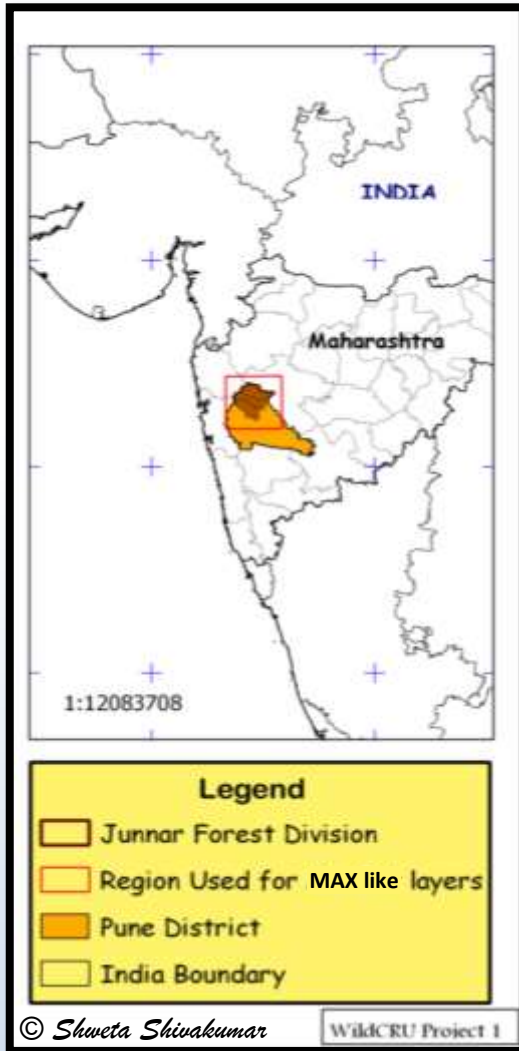 INDIA
Maharashtra
1:12083708
Legend
Junnar Forest Division
Region Used for MAX like layers
Pune District
India Boundary
© Shweta Shivakumar
WildCRU Project 1